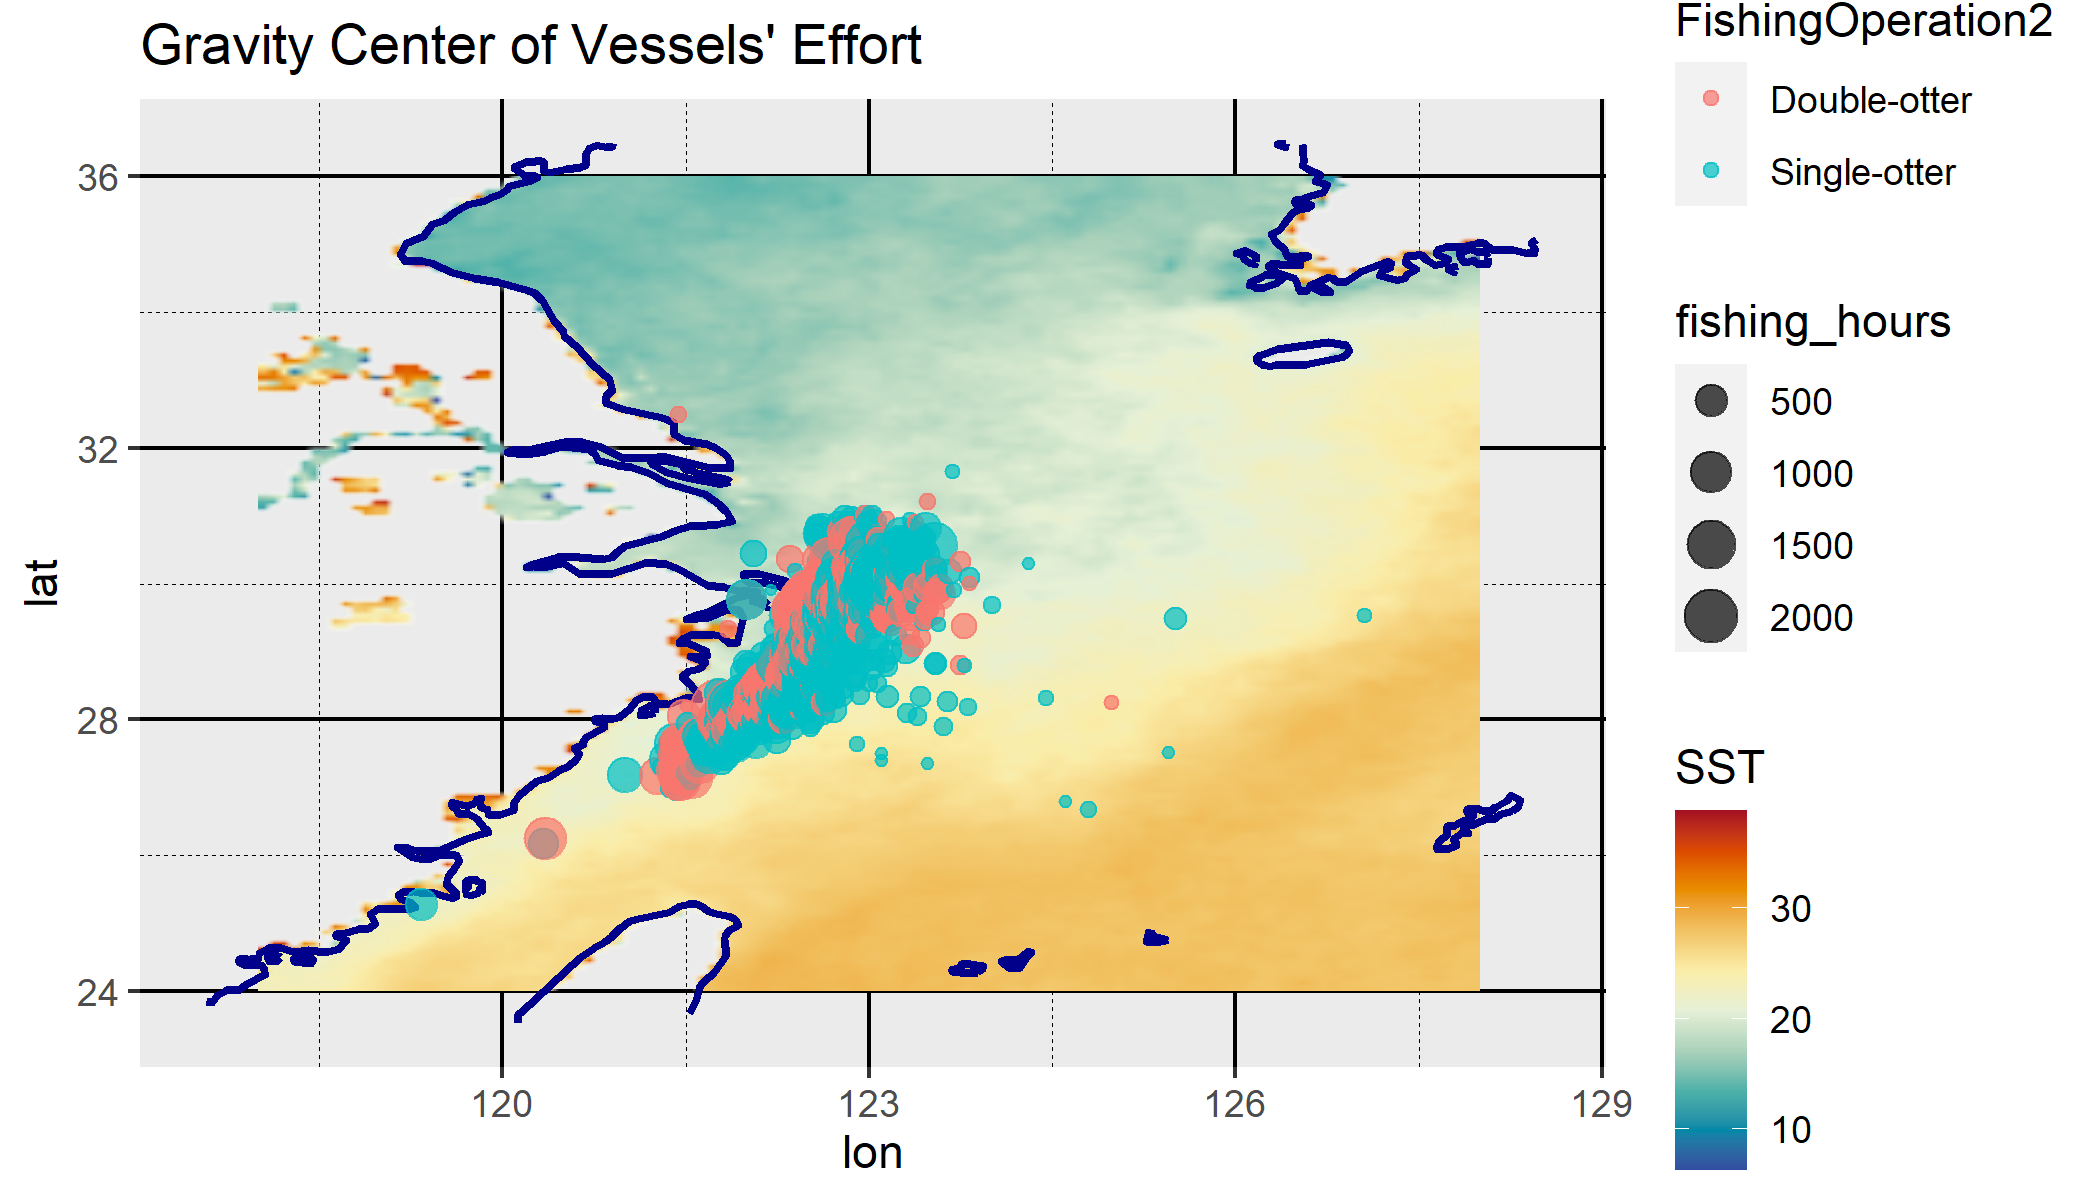 Gravity Center of Vessels' Effort
36
32
28
24
lat
120
123
126
129
lon
FishingOperation2
Double-otter
Single-otter
fishing_hours
500
1000
1500
2000
SST
30
20
10